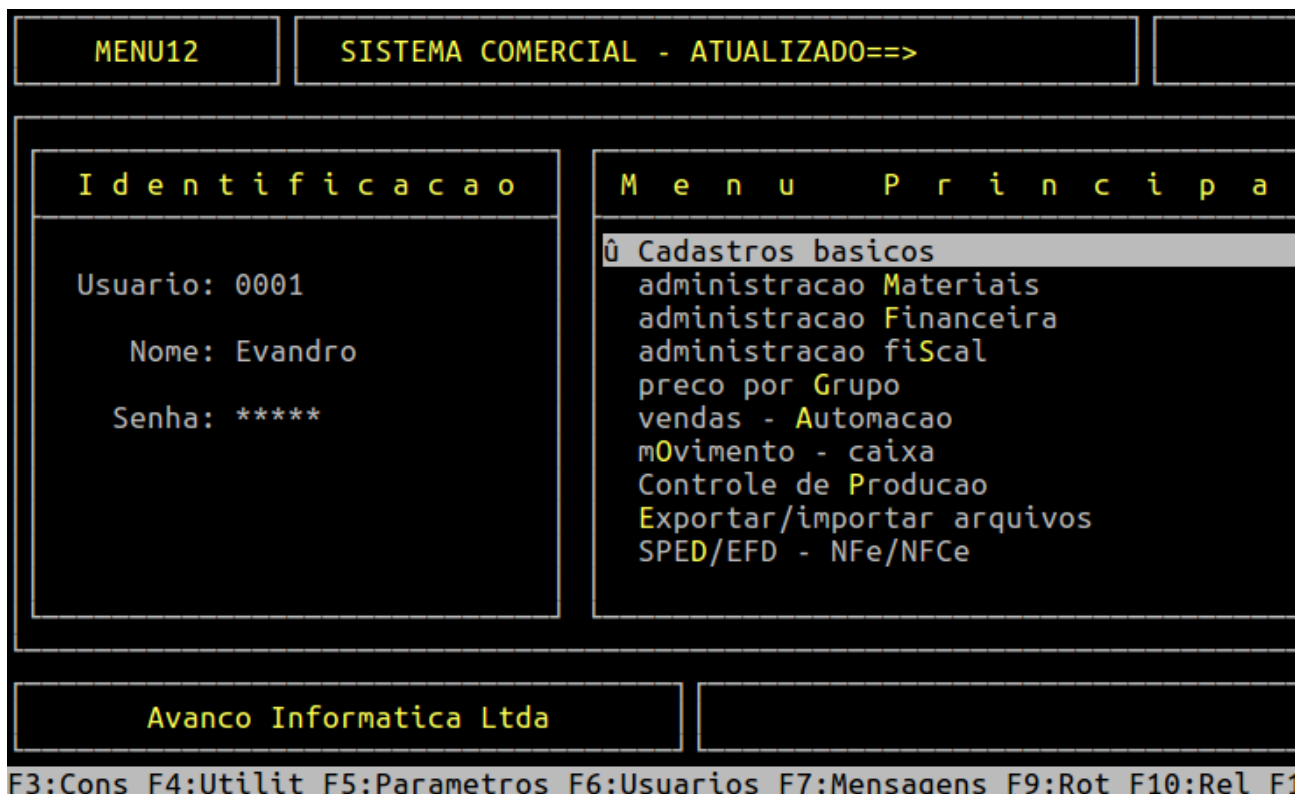 MENU12
SISTEMA COMERCIAL - ATUALIZADO==>
I d e n t i f i c a c a o
Usuario: 0001
Nome: Evandro
Senha: *****
M e n u P r i n c i p a
û Cadastros basicos
administracao Materiais
administracao Financeira
administracao fiScal
preco por Grupo
vendas - Automacao
mOvimento - caixa
Controle de Producao
Exportar/importar arquivos
SPED/EFD - NFe/NFCe
Avanco Informatica Ltda
F3:Cons F4:Utilit F5:Parametros F6:Usuarios F7:Mensagens F9:Rot F10:Rel F1